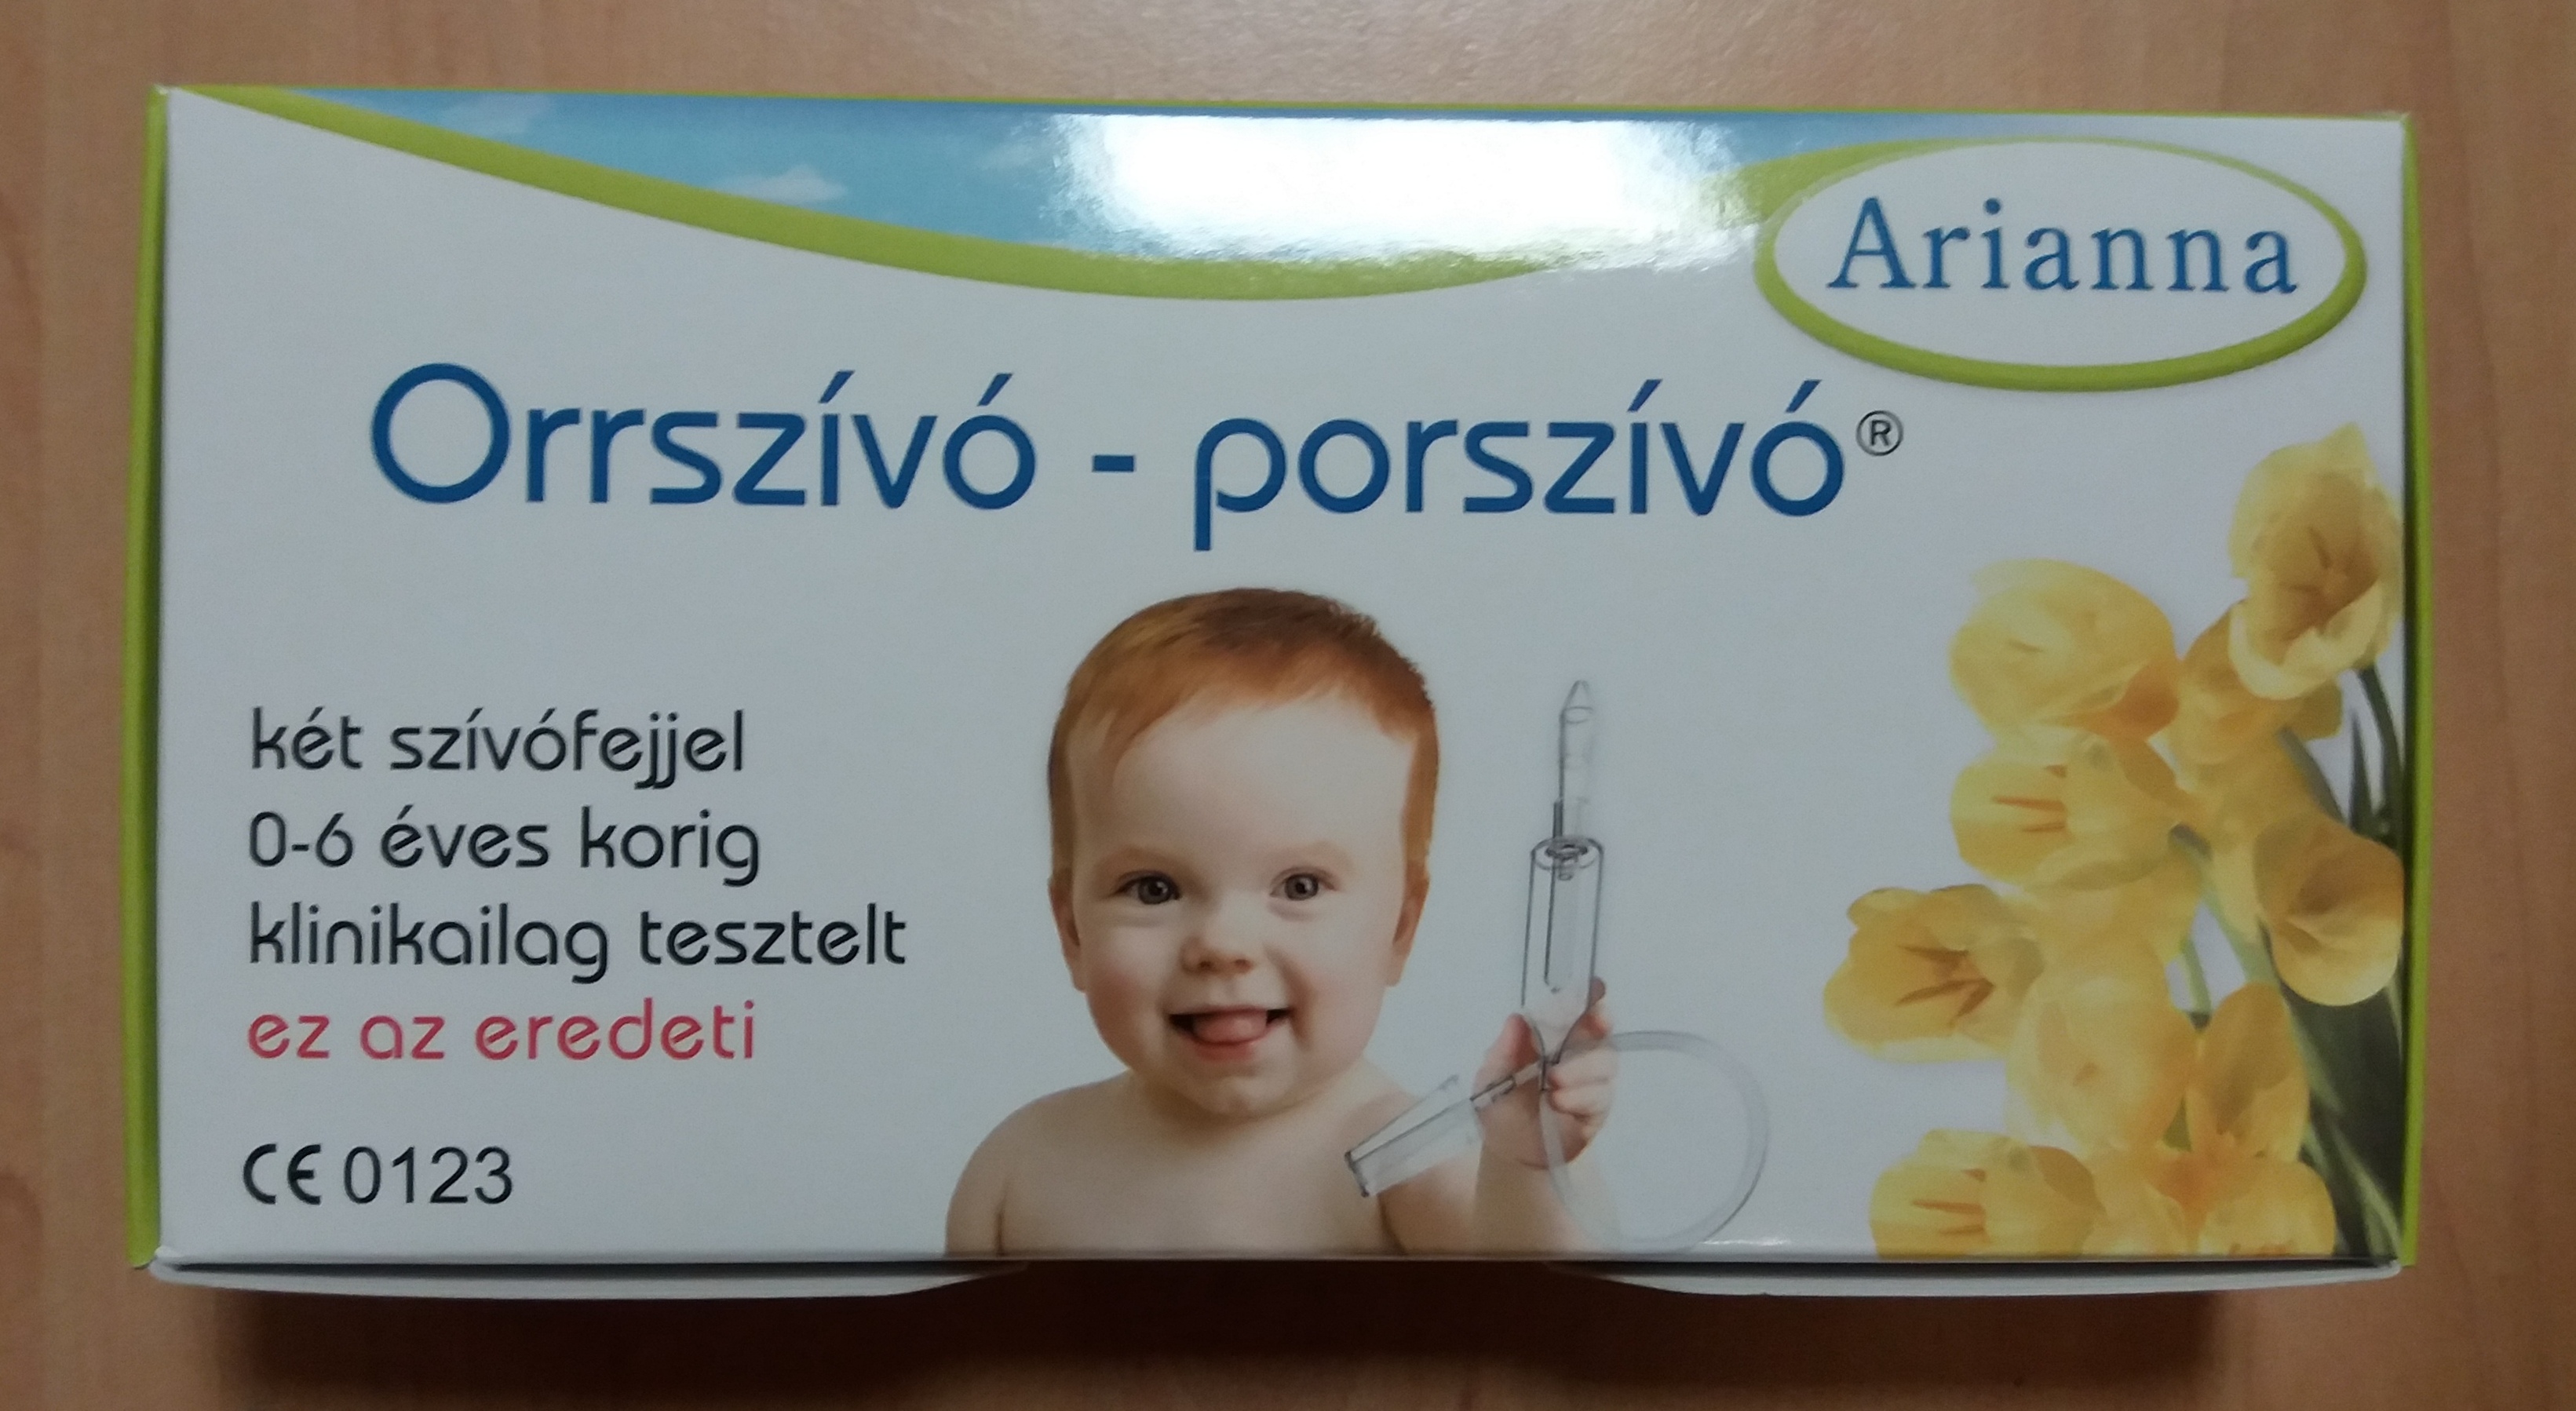 Arianna
Orrszívó - porszívó®
két szívófejjel
0-6 éves korig
klinikailag tesztelt
ez az eredeti
CE 0123